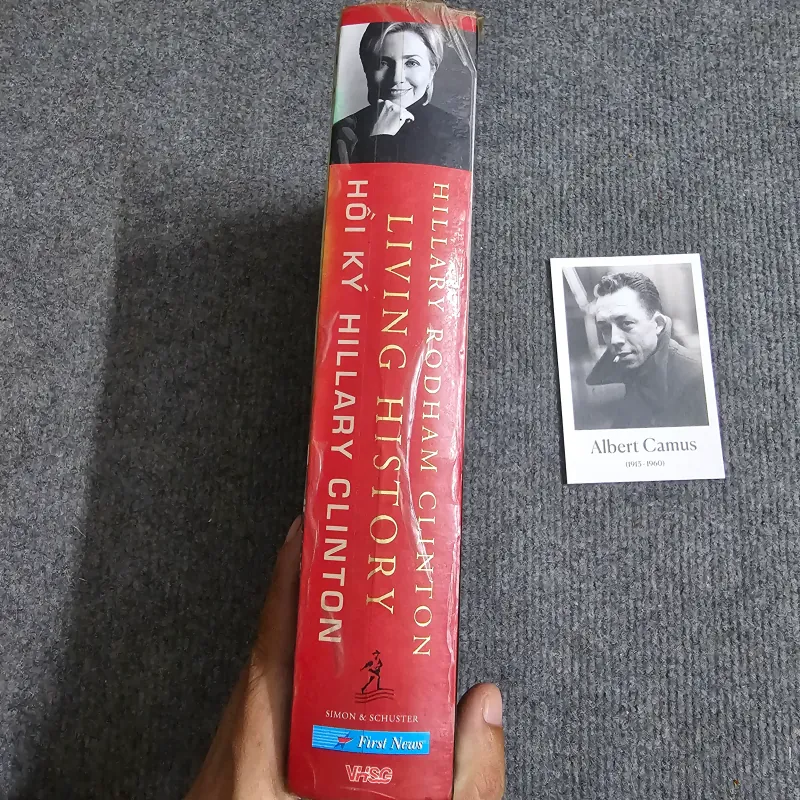 HILLARY RODHAM CLINTON
LIVING HISTORY
HỒI KÝ HILLARY CLINTON
SIMON & SCHUSTER
First News
VHSG
Albert Camus
(1913-1960)